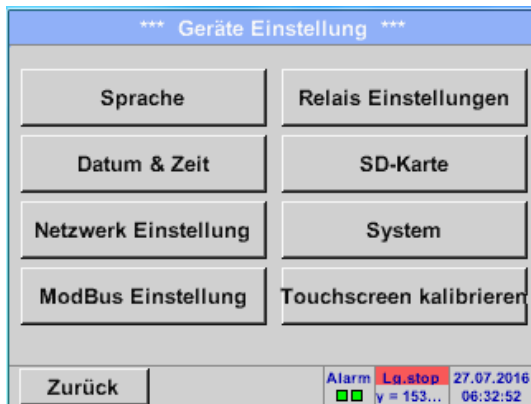 *** Geräte Einstellung ***
Sprache
Relais Einstellungen
Datum & Zeit
SD-Karte
Netzwerk Einstellung
System
ModBus Einstellung
Touchscreen kalibrieren
Zurück
Alarm
Lg.stop
y = 153...
27.07.2016
06:32:52